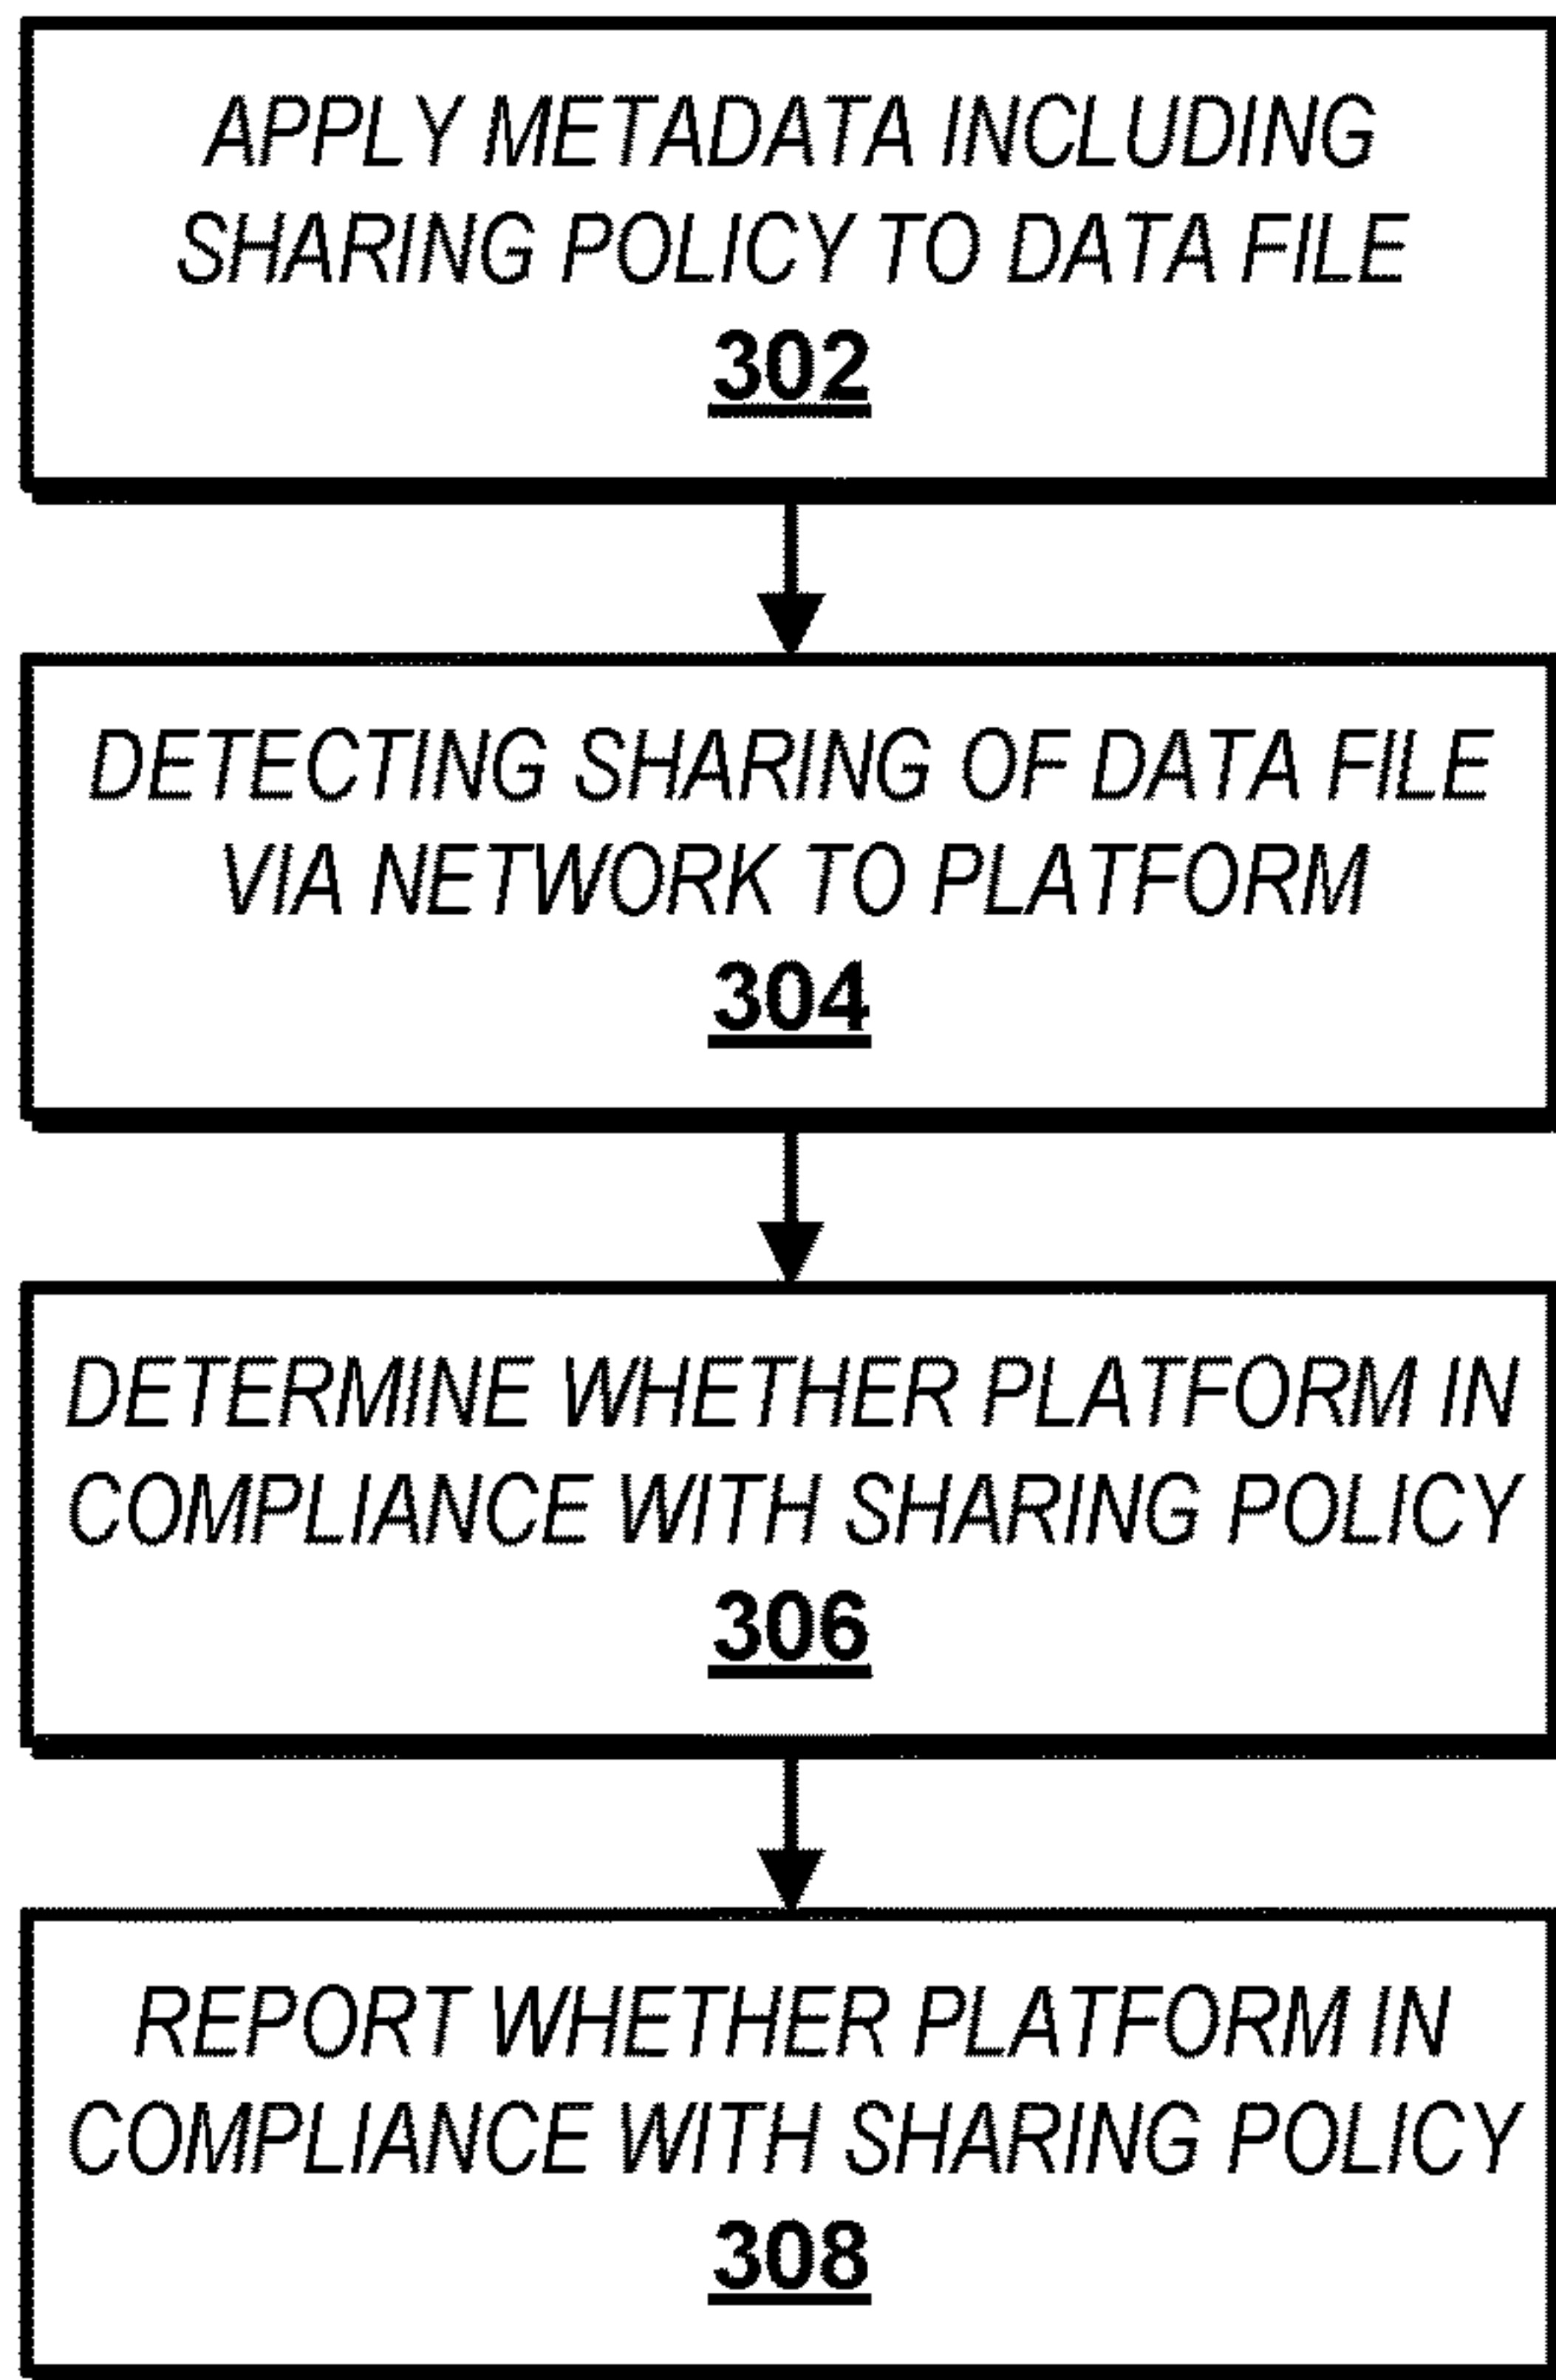 APPLY METADATA INCLUDING
SHARING POLICY TO DATA FILE
302
DETECTING SHARING OF DATA FILE
VIA NETWORK TO PLATFORM
304
DETERMINE WHETHER PLATFORM IN
COMPLIANCE WITH SHARING POLICY
306
REPORT WHETHER PLATFORM IN
COMPLIANCE WITH SHARING POLICY
308